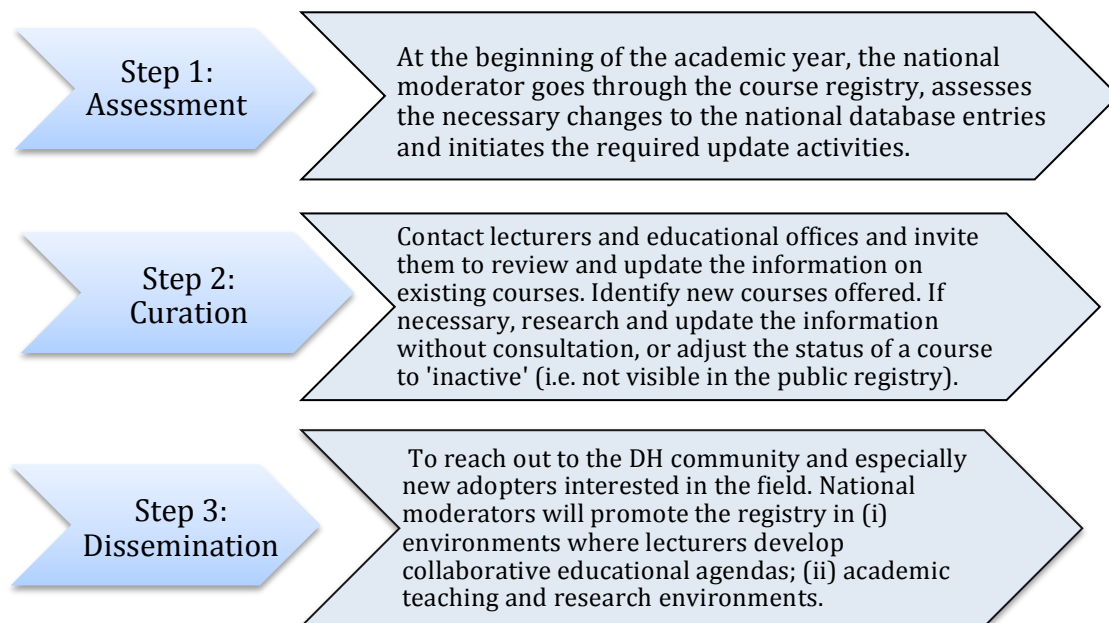 Step 1:
Assessment
At the beginning of the academic year, the national
moderator goes through the course registry, assesses
the necessary changes to the national database entries
and initiates the required update activities.
Step 2:
Curation
Contact lecturers and educational offices and invite
them to review and update the information on
existing courses. Identify new courses offered. If
necessary, research and update the information
without consultation, or adjust the status of a course
to 'inactive' (i.e. not visible in the public registry).
Step 3:
Dissemination
To reach out to the DH community and especially
new adopters interested in the field. National
moderators will promote the registry in (i)
environments where lecturers develop
collaborative educational agendas; (ii) academic
teaching and research environments.